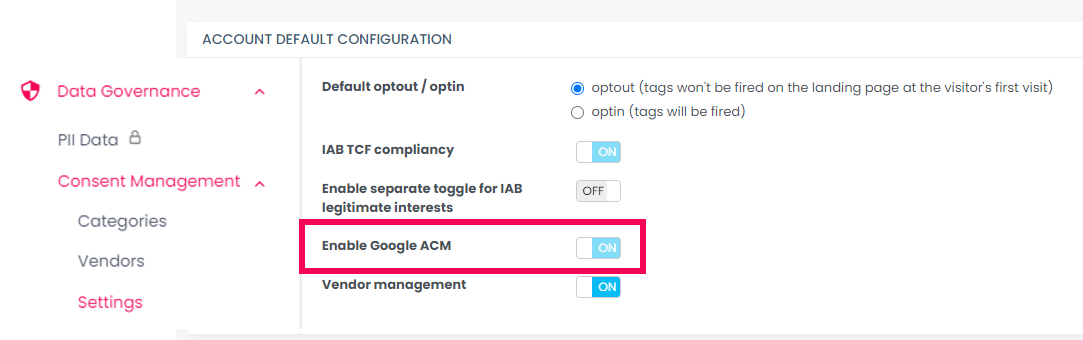 ACCOUNT DEFAULT CONFIGURATION
Data Governance
PII Data
Consent Management
Categories
Vendors
Settings
Default optout / optin
optout (tags won't be fired on the landing page at the visitor's first visit)
optin (tags will be fired)
IAB TCF compliancy
ON
Enable separate toggle for IAB
legitimate interests
OFF
Enable Google ACM
ON
Vendor management
ON